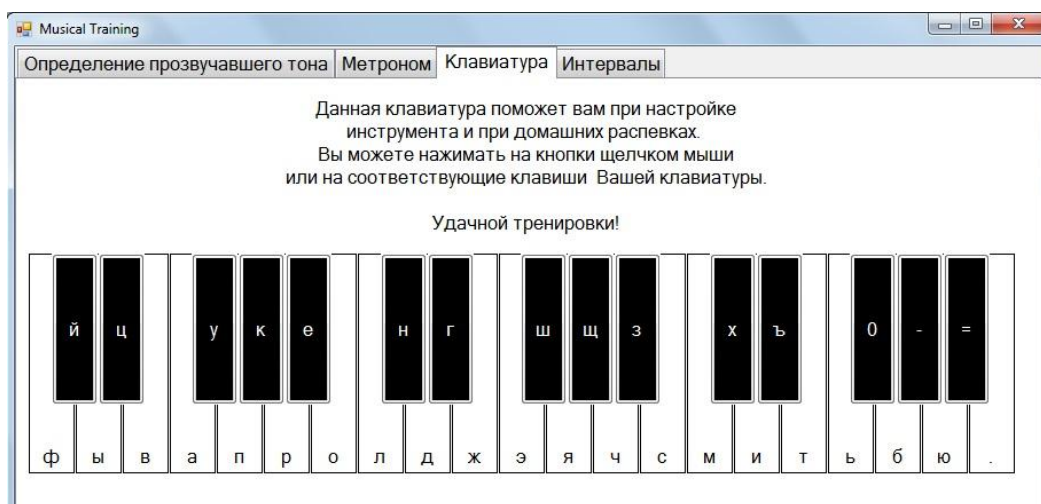 Musical Training
Определение прозвучавшего тона Метроном Клавиатура Интервалы
Данная клавиатура поможет вам при настройке
инструмента и при домашних распевках.
Вы можете нажимать на кнопки щелчком мыши
или на соответствующие клавиши Вашей клавиатуры.
Удачной тренировки!
й ц у к е н г ш щ з х ъ 0 - =
ф ы в а п р о л д ж э я ч с м и т ь б ю .